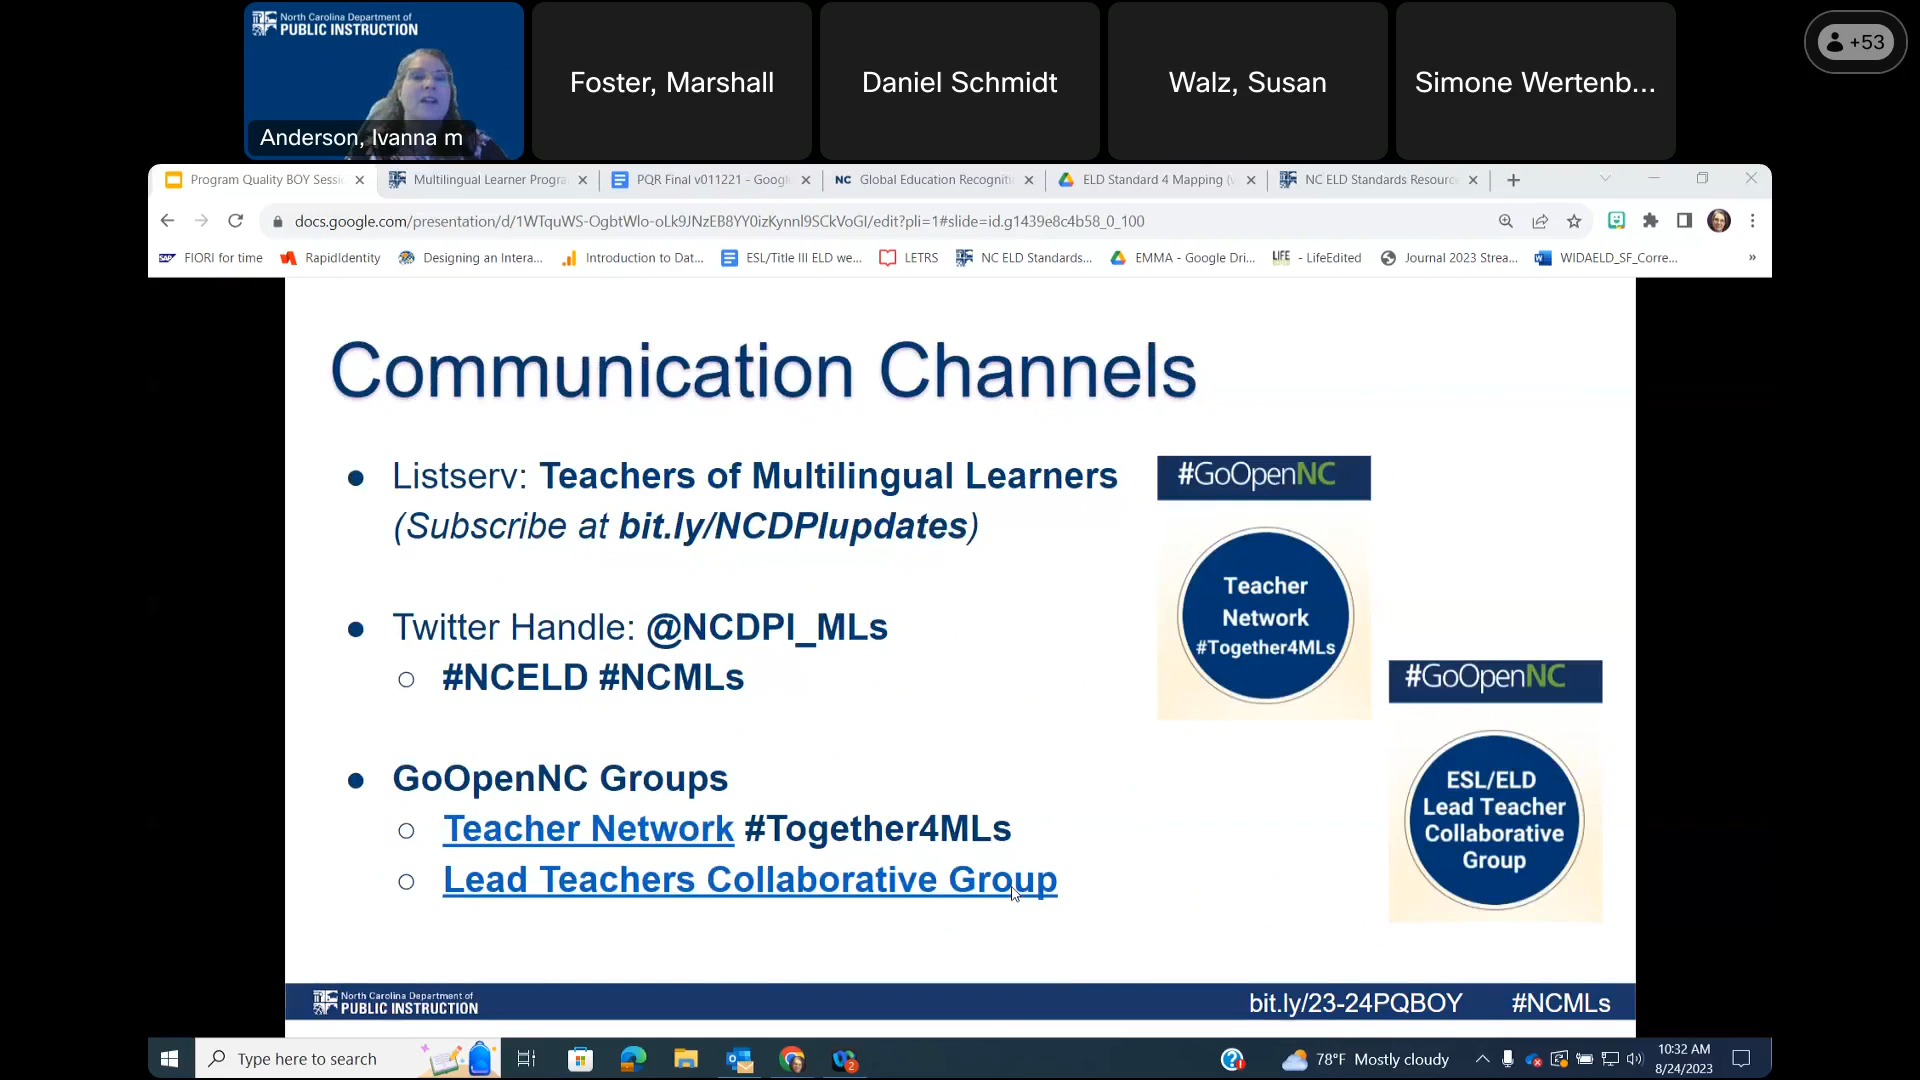 North Carolina Department of
PUBLIC INSTRUCTION
Anderson, Ivanna m
Foster, Marshall
Daniel Schmidt
Walz, Susan
Simone Wertenb...
+53
Program Quality BOY Sessi
Multilingual Learner Progra
PQR Final v011221 - Googl
NC Global Education Recogniti
ELD Standard 4 Mapping (v
NC ELD Standards Resourc
docs.google.com/presentation/d/1WTquWS-OgbtWlo-oLk9JNzEB8YY0izKynnl9SCkVoGI/edit?pli=1#slide=id.g1439e8c4b58_0_100
SAP FIORI for time
RapidIdentity
Designing an Intera...
Introduction to Dat...
ESL/Title III ELD we...
LETRS
NC ELD Standards...
EMMA - Google Dri...
LIFE - LifeEdited
Journal 2023 Strea...
WIDAELD_SF_Corre...
»
Communication Channels
● Listserv: Teachers of Multilingual Learners
(Subscribe at bit.ly/NCDPIupdates)
● Twitter Handle: @NCDPI_MLs
○ #NCELD #NCMLs
● GoOpenNC Groups
○ Teacher Network #Together4MLs
○ Lead Teachers Collaborative Group
#GoOpenNC
Teacher
Network
#Together4MLs
#GoOpenNC
ESL/ELD
Lead Teacher
Collaborative
Group
North Carolina Department of
PUBLIC INSTRUCTION
bit.ly/23-24PQBOY
#NCMLs
Type here to search
2
78°F Mostly cloudy
10:32 AM
8/24/2023